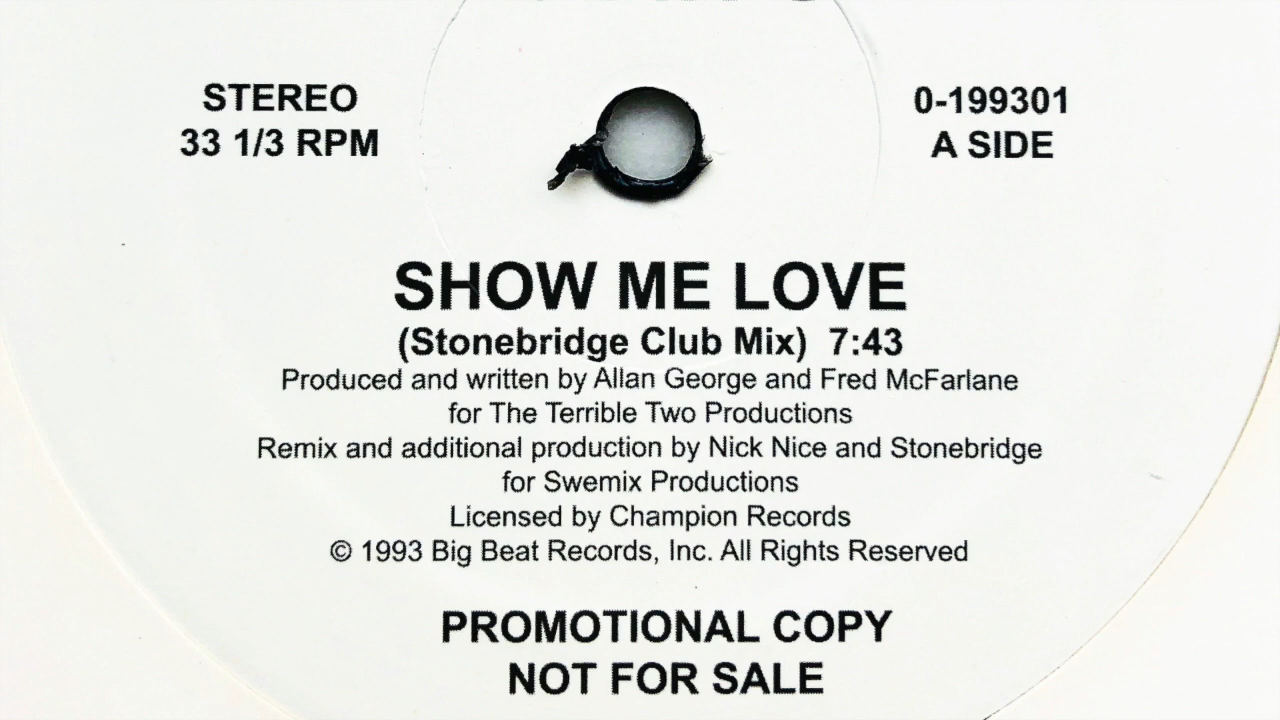 STEREO
33 1/3 RPM
0-199301
A SIDE
SHOW ME LOVE
(Stonebridge Club Mix) 7:43
Produced and written by Allan George and Fred McFarlane
for The Terrible Two Productions
Remix and additional production by Nick Nice and Stonebridge
for Swemix Productions
Licensed by Champion Records
© 1993 Big Beat Records, Inc. All Rights Reserved
PROMOTIONAL COPY
NOT FOR SALE